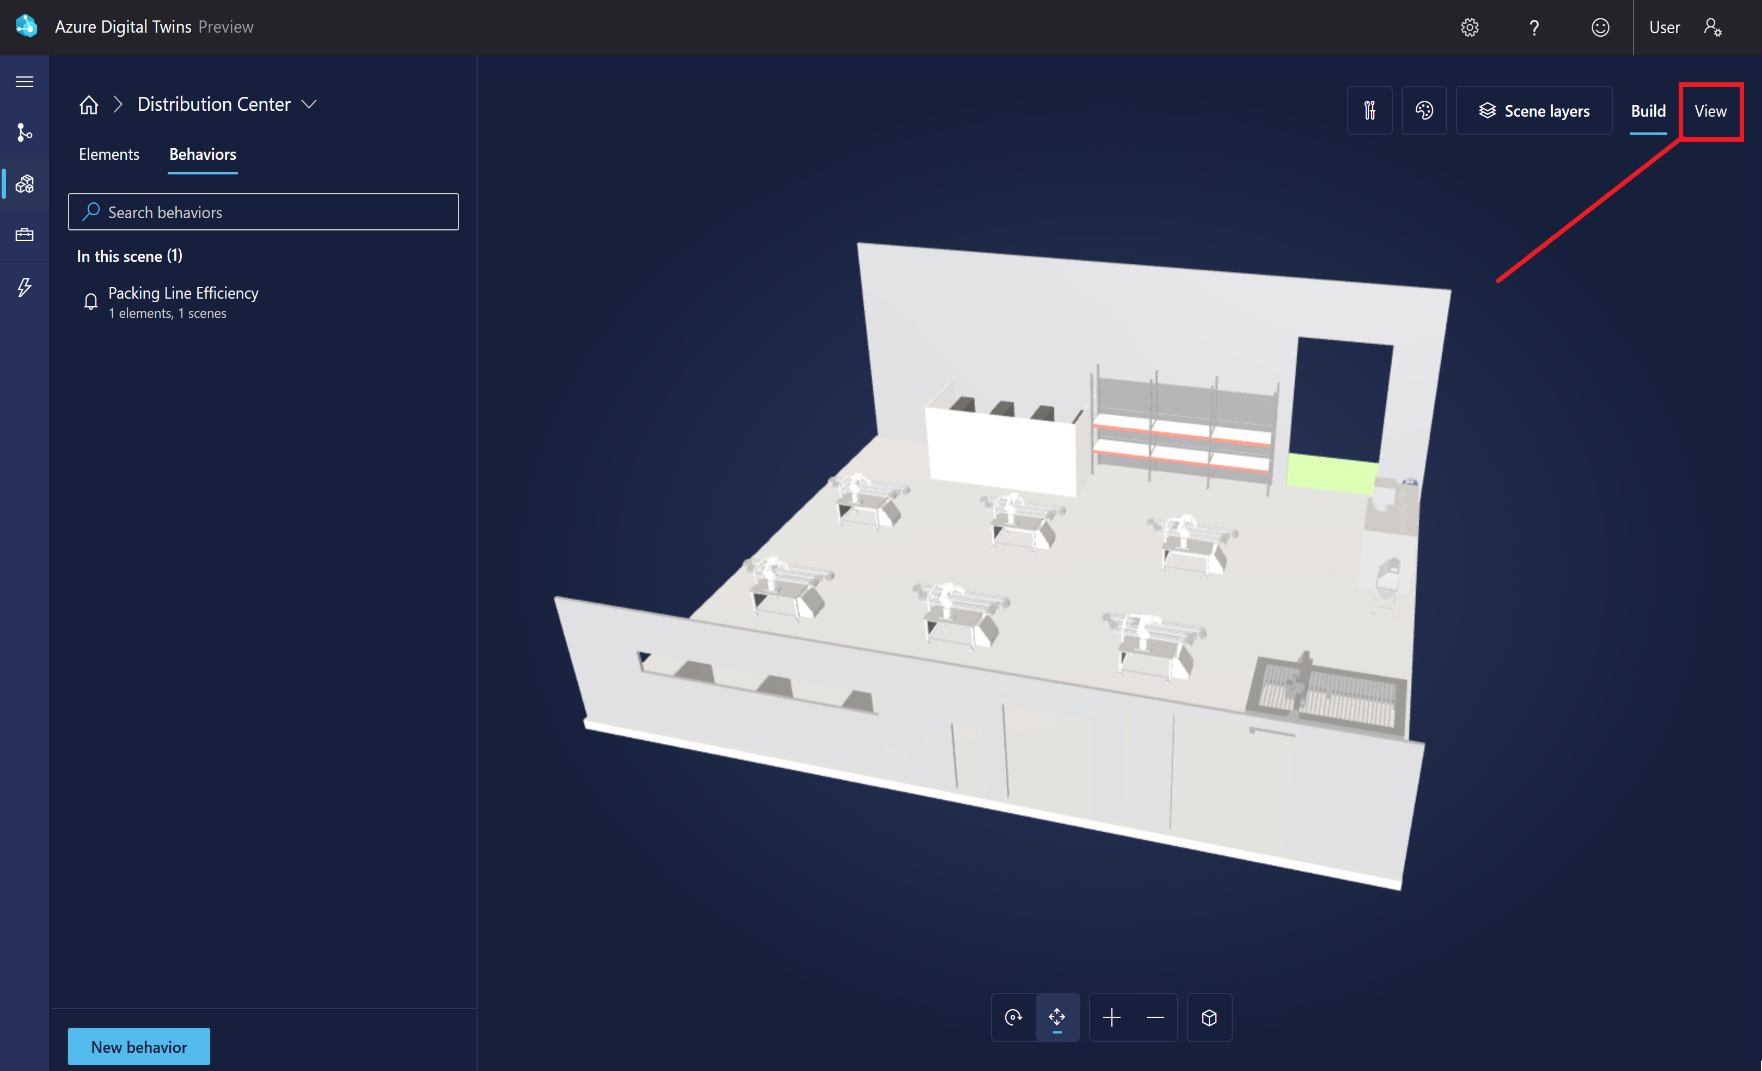 Azure Digital Twins Preview
User
Distribution Center
Scene layers
Build
View
Elements
Behaviors
Search behaviors
In this scene (1)
Packing Line Efficiency
1 elements, 1 scenes
New behavior